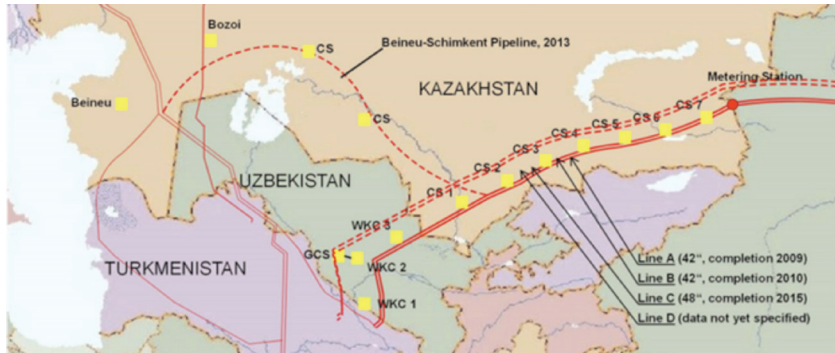 Bozoi
CS
Beineu-Schimkent Pipeline, 2013
Metering Station
KAZAKHSTAN
Beineu
CS 7
CS
CS 6
CS 5
CS 4
CS 3
CS 2
UZBEKISTAN
CS 1
WKC 3
GCS
WKC 2
TURKMENISTAN
WKC 1
Line A (42“, completion 2009)
Line B (42“, completion 2010)
Line C (48“, completion 2015)
Line D (data not yet specified)